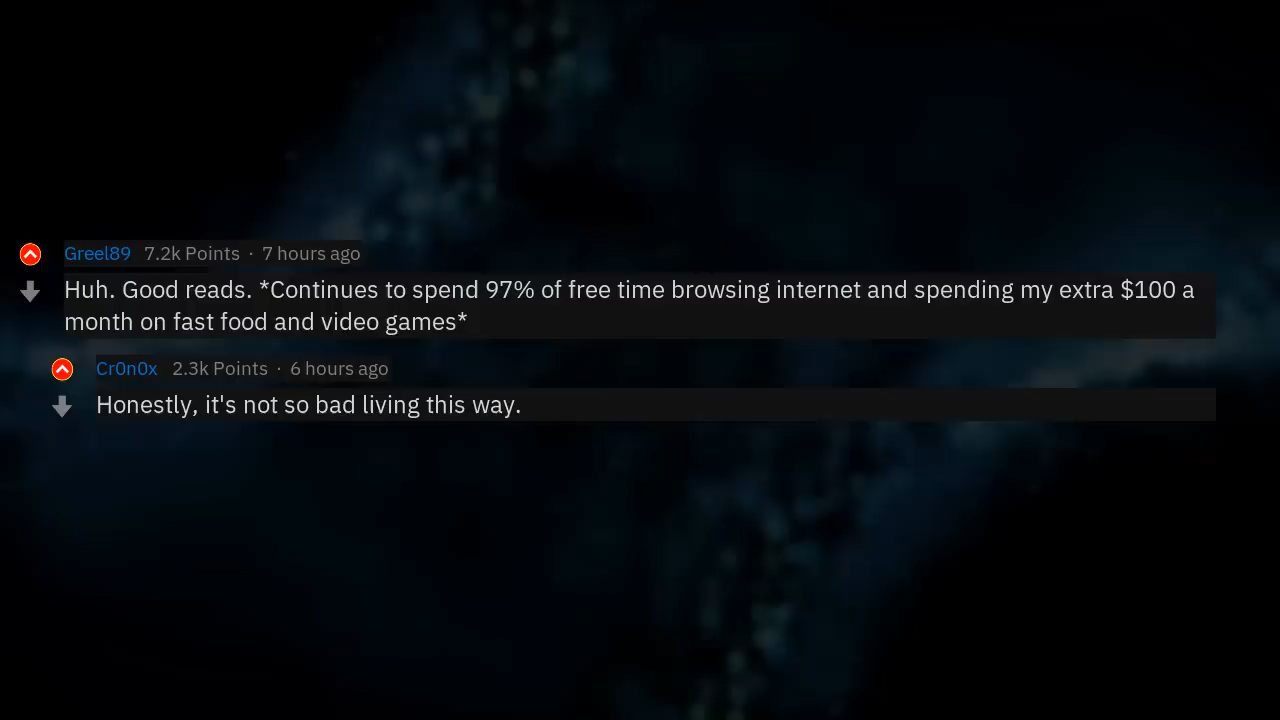 Greel89 7.2k Points · 7 hours ago
Huh. Good reads. *Continues to spend 97% of free time browsing internet and spending my extra $100 a
month on fast food and video games*
Cr0n0x 2.3k Points · 6 hours ago
Honestly, it's not so bad living this way.